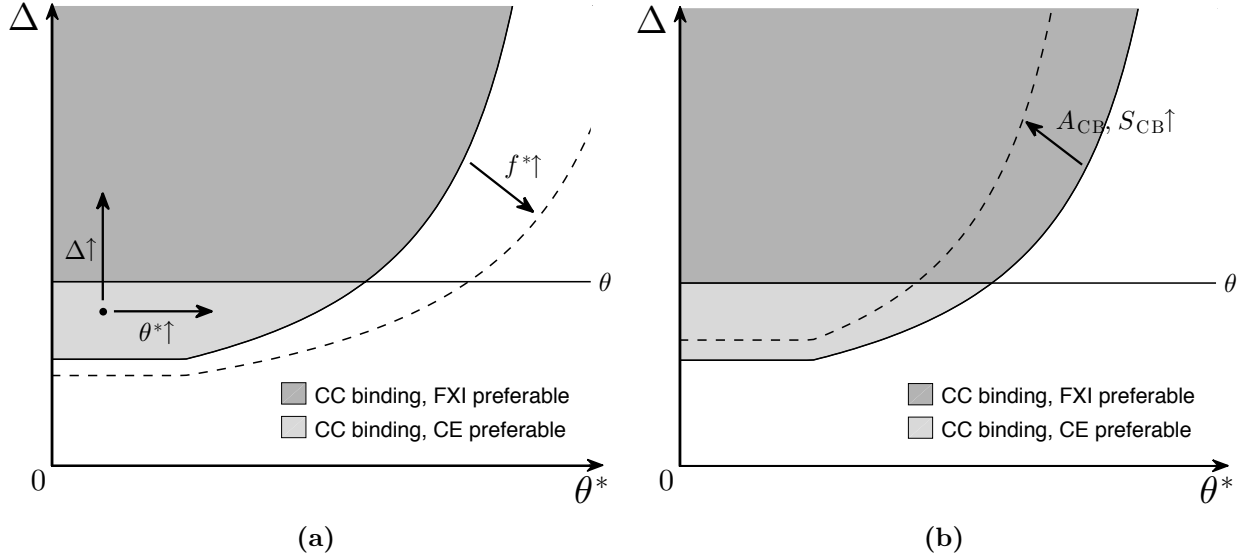 Δ
f*↑
Δ↑
θ
θ*↑
CC binding, FXI preferable
CC binding, CE preferable
0
θ*
(a)
Δ
A_CB, S_CB↑
θ
CC binding, FXI preferable
CC binding, CE preferable
0
θ*
(b)